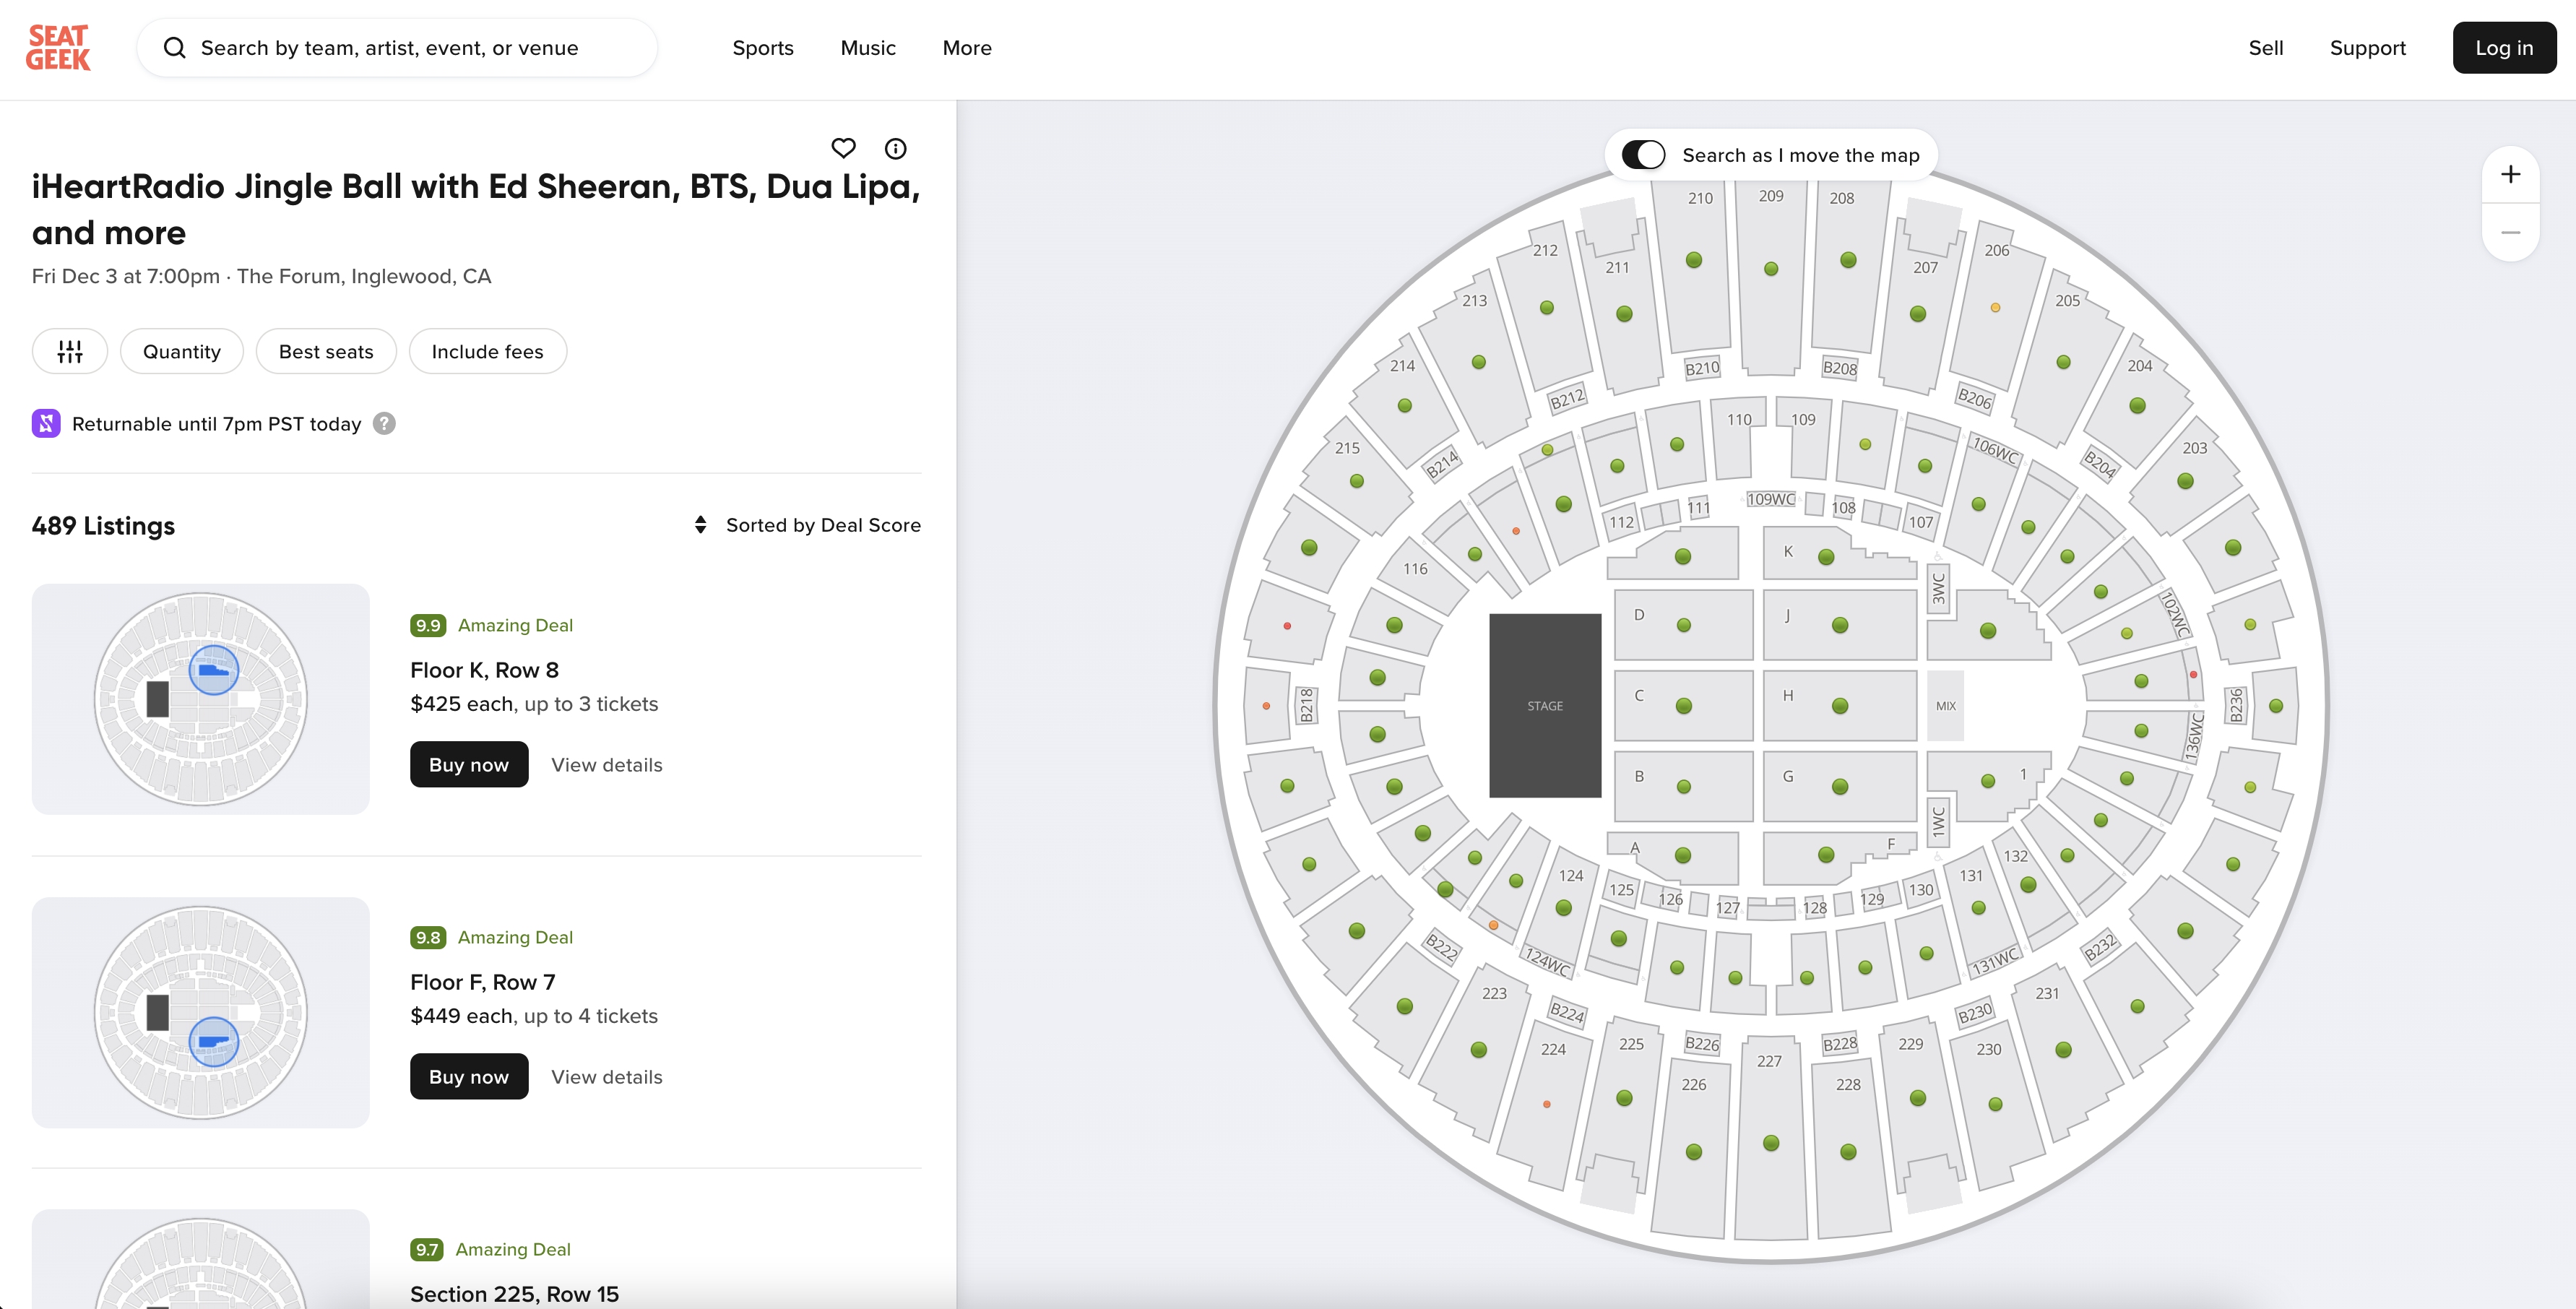 SEAT
GEEK
Search by team, artist, event, or venue
Sports
Music
More
Sell
Support
Log in
iHeartRadio Jingle Ball with Ed Sheeran, BTS, Dua Lipa,
and more
Fri Dec 3 at 7:00pm · The Forum, Inglewood, CA
Quantity
Best seats
Include fees
Returnable until 7pm PST today
?
489 Listings
Sorted by Deal Score
9.9 Amazing Deal
Floor K, Row 8
$425 each, up to 3 tickets
Buy now
View details
9.8 Amazing Deal
Floor F, Row 7
$449 each, up to 4 tickets
Buy now
View details
9.7 Amazing Deal
Section 225, Row 15
Search as I move the map
+
−
210
209
208
212
211
207
206
213
205
214
204
215
203
B210
B208
B212
B206
B214
B204
110
109
106WC
116
112
111
109WC
108
107
K
3WC
102WC
D
J
STAGE
C
H
MIX
B218
B236
136WC
B
G
1
1WC
A
F
124
125
126
127
128
129
130
131
132
B222
124WC
131WC
B232
223
B224
B230
231
224
225
B226
B228
229
230
226
227
228